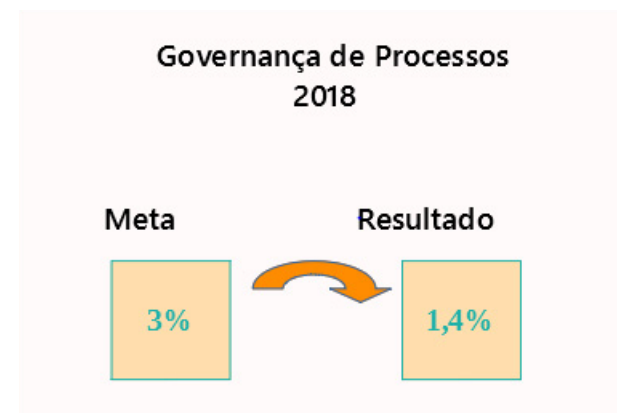 Governança de Processos
2018
Meta
Resultado
3%
1,4%